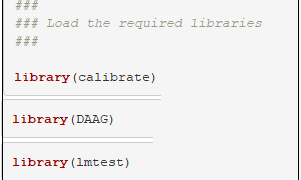 ###
### Load the required libraries
###
library(calibrate)
library(DAAG)
library(lmtest)